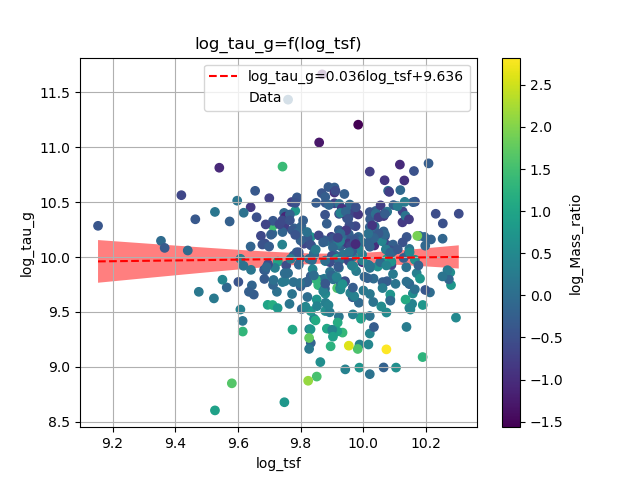 log_tau_g=f(log_tsf)
log_tau_g=0.036log_tsf+9.636
Data
11.5
11.0
10.5
10.0
9.5
9.0
8.5
log_tau_g
9.2 9.4 9.6 9.8 10.0 10.2
log_tsf
2.5
2.0
1.5
1.0
0.5
0.0
−0.5
−1.0
−1.5
log_Mass_ratio